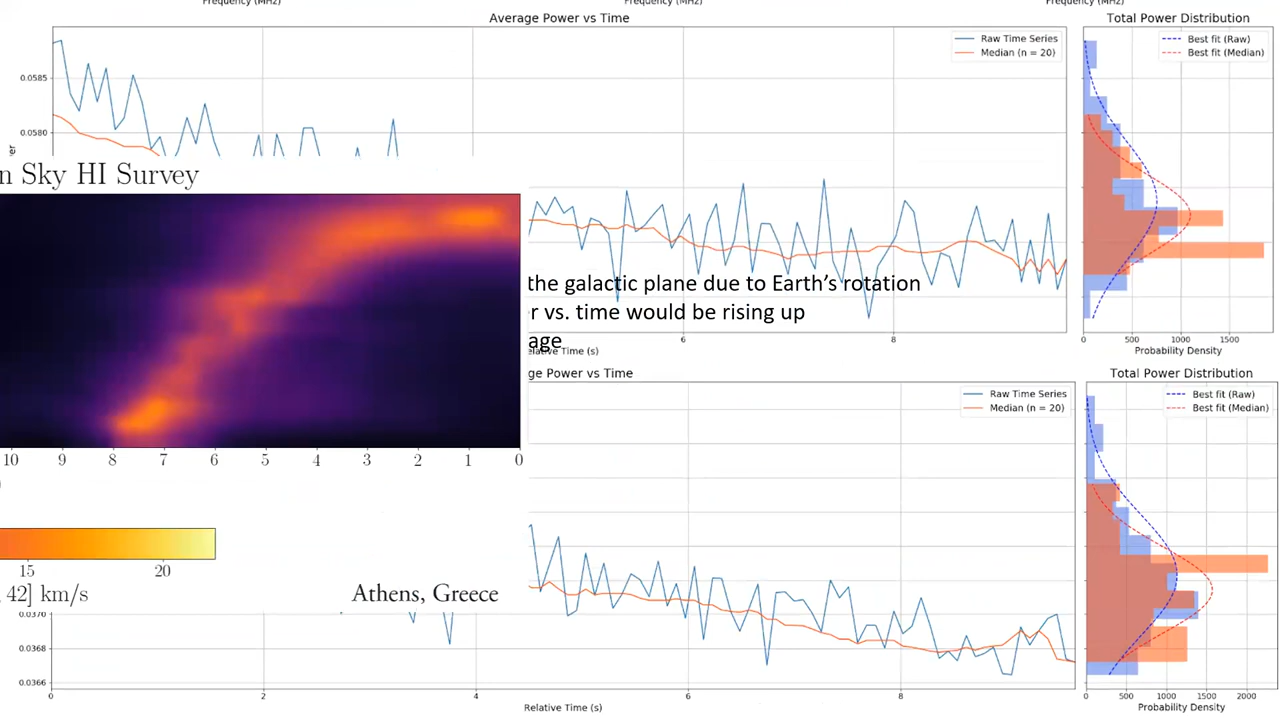 Frequency (MHz)
Frequency (MHz)
Frequency (MHz)
Average Power vs Time
Total Power Distribution
Raw Time Series
Median (n = 20)
Best fit (Raw)
Best fit (Median)
0.0585
0.0580
er
n Sky HI Survey
the galactic plane due to Earth's rotation
r vs. time would be rising up
age
elative Time (s)
6
8
0
500
1000
1500
Probability Density
ge Power vs Time
Total Power Distribution
Raw Time Series
Median (n = 20)
Best fit (Raw)
Best fit (Median)
10 9 8 7 6 5 4 3 2 1 0
)
15 20
42] km/s
Athens, Greece
0.0370
0.0368
0.0366
0 2 4 6 8
Relative Time (s)
0 500 1000 1500 2000
Probability Density